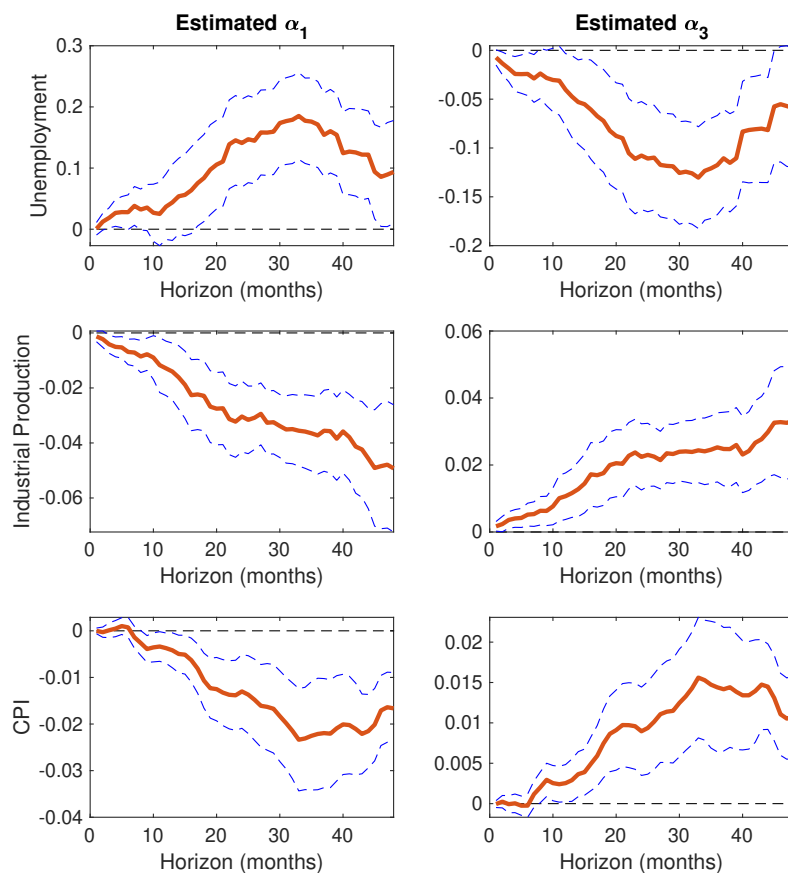 Estimated α1
Estimated α3
Unemployment
0.3
0.2
0.1
0
0 10 20 30 40
Horizon (months)
0
-0.05
-0.1
-0.15
-0.2
0 10 20 30 40
Horizon (months)
Industrial Production
0
-0.02
-0.04
-0.06
0 10 20 30 40
Horizon (months)
0.06
0.04
0.02
0
0 10 20 30 40
Horizon (months)
CPI
0
-0.01
-0.02
-0.03
-0.04
0 10 20 30 40
Horizon (months)
0.02
0.015
0.01
0.005
0
0 10 20 30 40
Horizon (months)